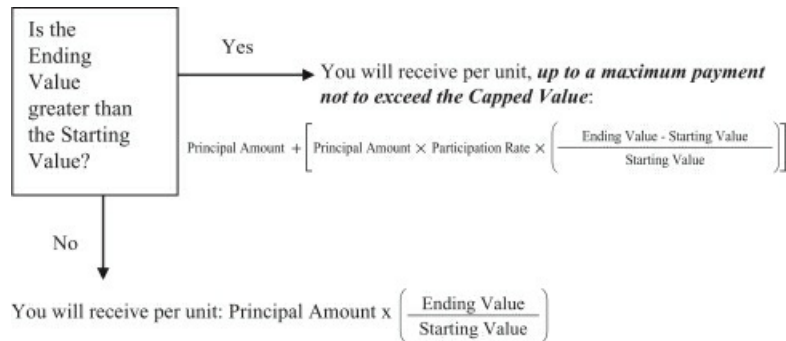 Is the
Ending
Value
greater than
the Starting
Value?
Yes
You will receive per unit, up to a maximum payment
not to exceed the Capped Value:
Principal Amount + [Principal Amount × Participation Rate × (Ending Value - Starting Value / Starting Value)]
No
You will receive per unit: Principal Amount x (Ending Value / Starting Value)